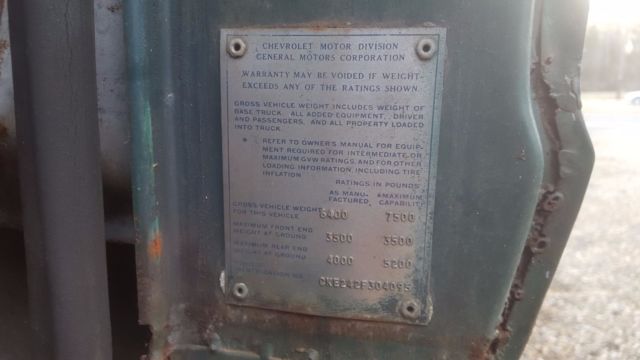 CHEVROLET MOTOR DIVISION
GENERAL MOTORS CORPORATION
WARRANTY MAY BE VOIDED IF WEIGHT
EXCEEDS ANY OF THE RATINGS SHOWN
GROSS VEHICLE WEIGHT INCLUDES WEIGHT OF
BASE TRUCK, ALL ADDED EQUIPMENT, DRIVER
AND PASSENGERS, AND ALL PROPERTY LOADED
INTO TRUCK.
* REFER TO OWNER'S MANUAL FOR EQUIP-
MENT REQUIRED FOR INTERMEDIATE OR
MAXIMUM GVW RATINGS, AND FOR OTHER
LOADING INFORMATION, INCLUDING TIRE
INFLATION
RATINGS IN POUNDS
AS MANU- *MAXIMUM
FACTURED, CAPABILITY
GROSS VEHICLE WEIGHT
FOR THIS VEHICLE 6400 7500
MAXIMUM FRONT END
WEIGHT AT GROUND 3500 3500
MAXIMUM REAR END
WEIGHT AT GROUND 4000 5200
IDENTIFICATION NO. CKE242F304095